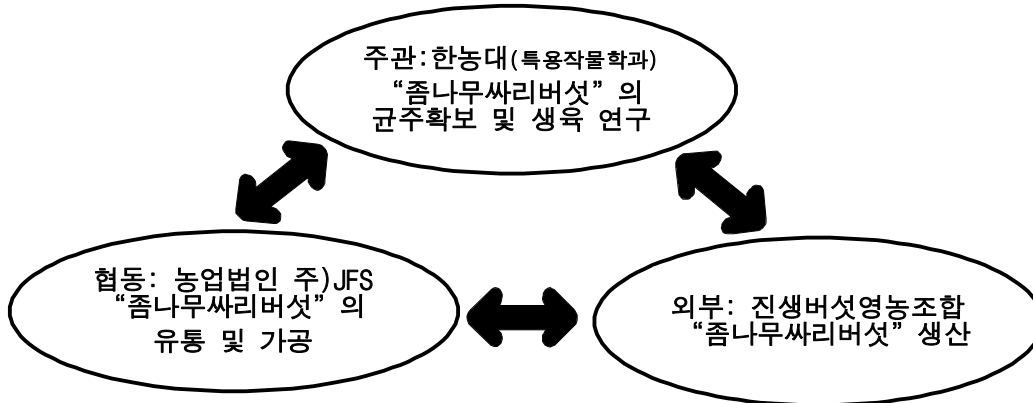 주관:한농대(특용작물학과)
“좀나무싸리버섯” 의
균주확보 및 생육 연구
협동: 농업법인 주)JFS
“좀나무싸리버섯” 의
유통 및 가공
외부: 진생버섯영농조합
“좀나무싸리버섯” 생산